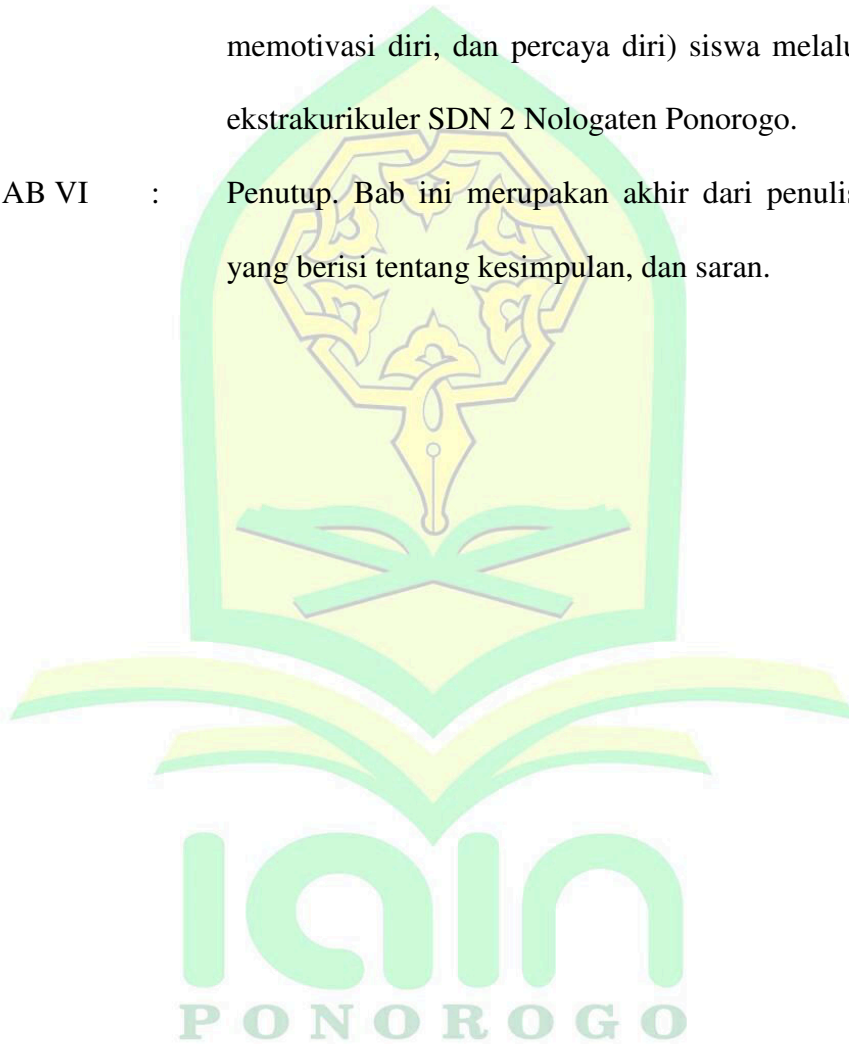 memotivasi diri, dan percaya diri) siswa melalu
ekstrakurikuler SDN 2 Nologaten Ponorogo.
AB VI : Penutup. Bab ini merupakan akhir dari penulis
yang berisi tentang kesimpulan, dan saran.
iain
PONOROGO